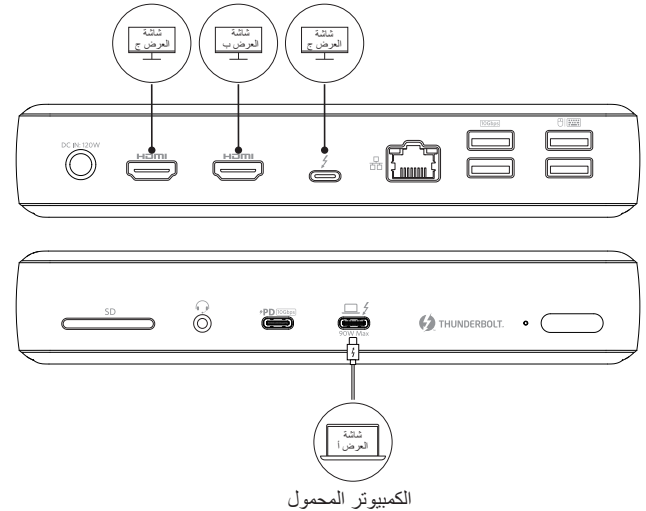 شاشة
العرض ج
شاشة
العرض ب
شاشة
العرض ج
DC IN: 120W
HDMI
HDMI
10Gbps
SD
PD 10Gbps
90W Max
THUNDERBOLT.
شاشة
العرض أ
الكمبيوتر المحمول